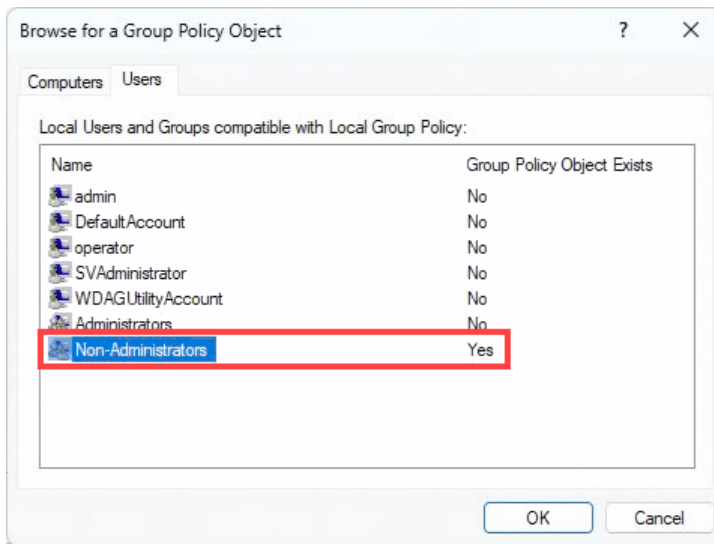 Browse for a Group Policy Object ?
Computers Users
Local Users and Groups compatible with Local Group Policy:
Name Group Policy Object Exists
admin No
DefaultAccount No
operator No
SVAdministrator No
WDAGUtilityAccount No
Administrators No
Non-Administrators Yes
OK Cancel